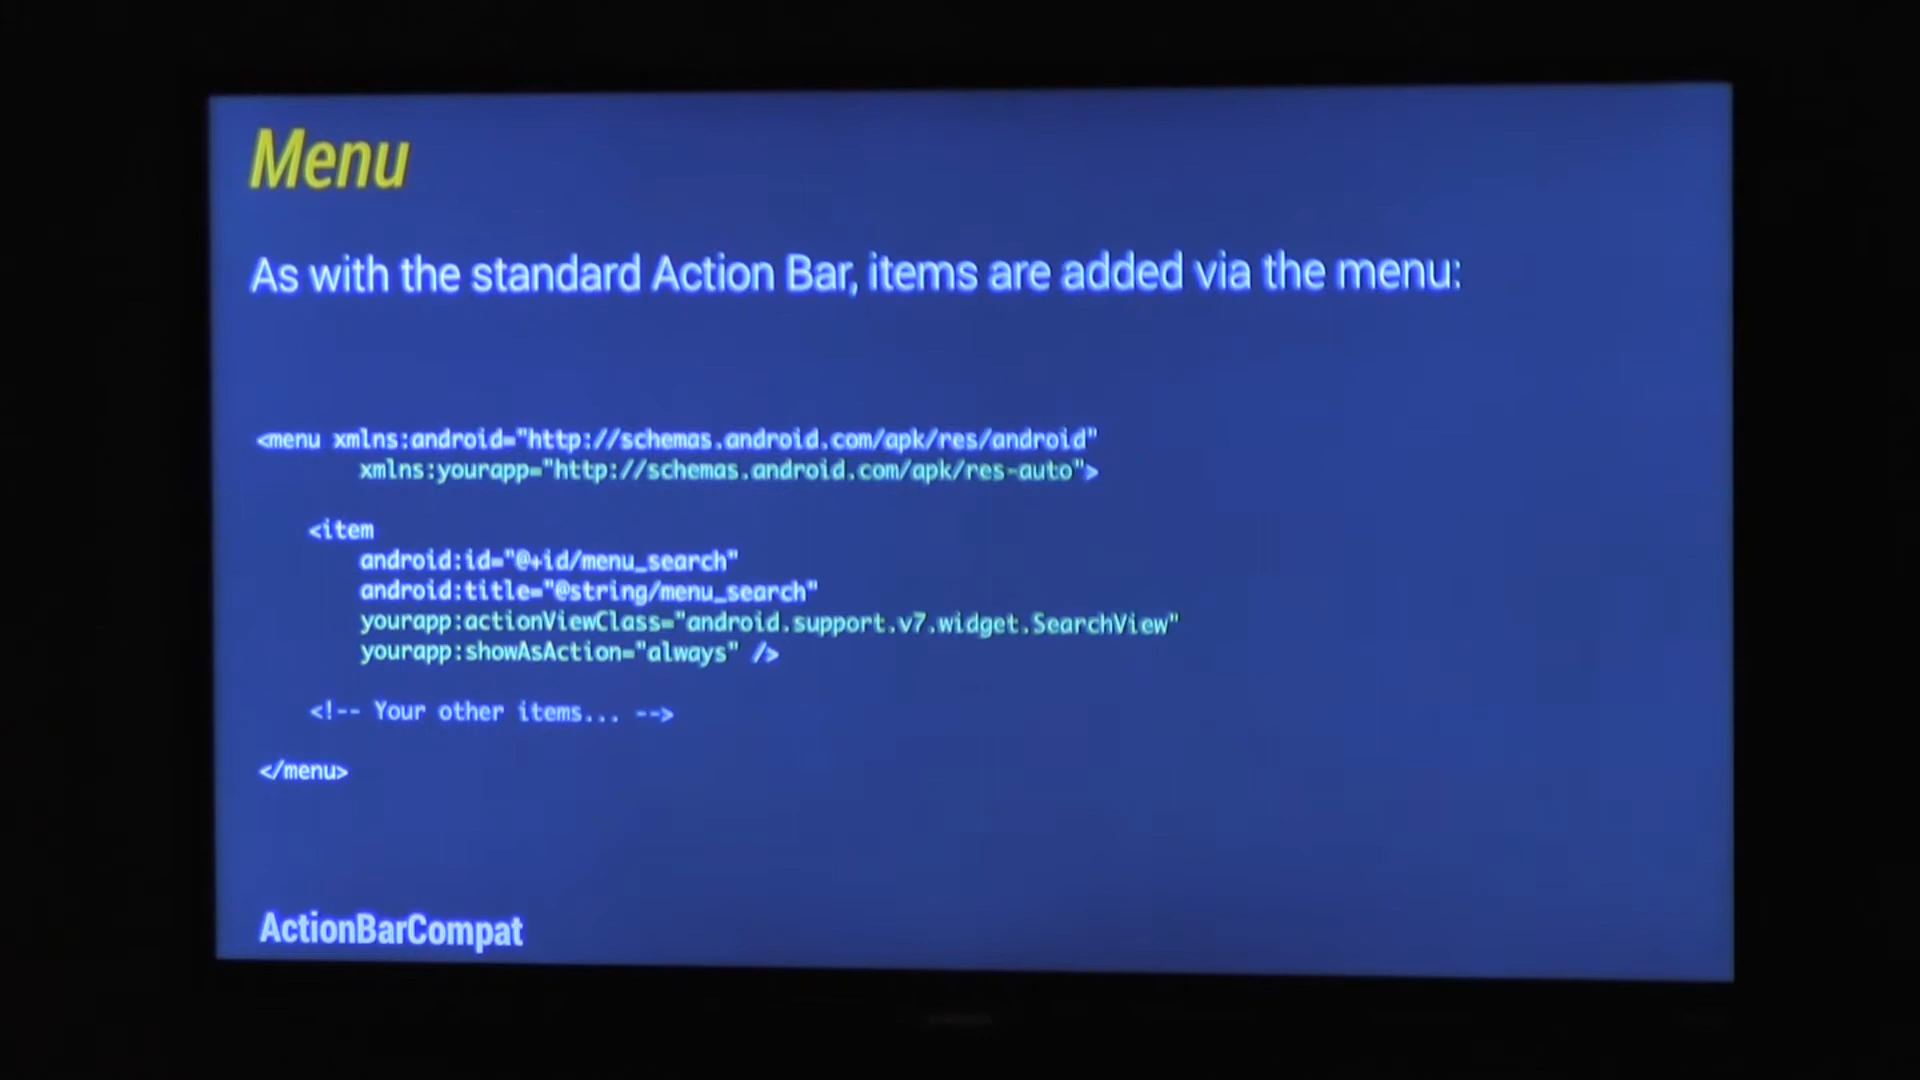 Menu
As with the standard Action Bar, items are added via the menu:
<menu xmlns:android="http://schemas.android.com/apk/res/android"
xmlns:yourapp="http://schemas.android.com/apk/res-auto">
<item
android:id="@+id/menu_search"
android:title="@string/menu_search"
yourapp:actionViewClass="android.support.v7.widget.SearchView"
yourapp:showAsAction="always" />
<!-- Your other items... -->
</menu>
ActionBarCompat